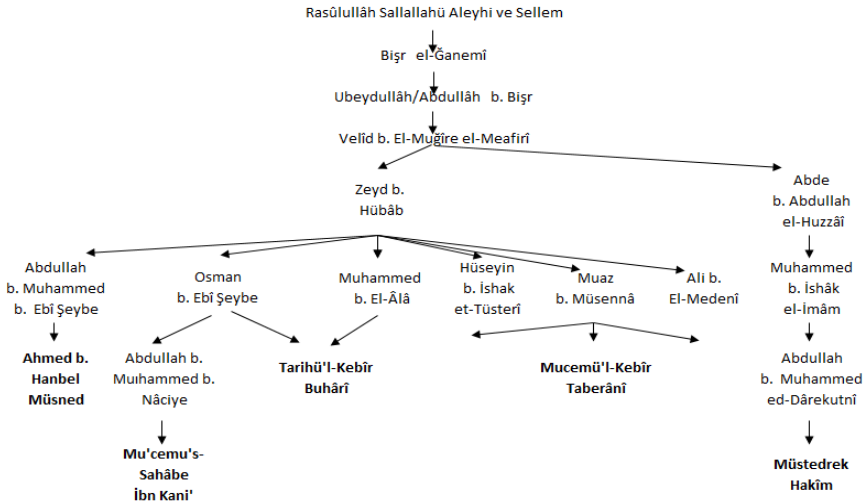 Rasûlullâh Sallallahü Aleyhi ve Sellem
Bişr el-Ğanemî
Ubeydullâh/Abdullâh b. Bişr
Velîd b. El-Muğîre el-Meafirî
Zeyd b.
Hübâb
Abde
b. Abdullah
el-Huzzâî
Abdullah
b. Muhammed
b. Ebî Şeybe
Osman
b. Ebî Şeybe
Muhammed
b. El-Âlâ
Hüseyin
b. İshak
et-Tüsterî
Muaz
b. Müsennâ
Ali b.
El-Medenî
Muhammed
b. İshâk
el-İmâm
Ahmed b.
Hanbel
Müsned
Abdullah b.
Muıhammed b.
Nâciye
Tarihü'l-Kebîr
Buhârî
Mucemü'l-Kebîr
Taberânî
Abdullah
b. Muhammed
ed-Dârekutnî
Mu'cemu's-
Sahâbe
İbn Kani'
Müstedrek
Hakîm